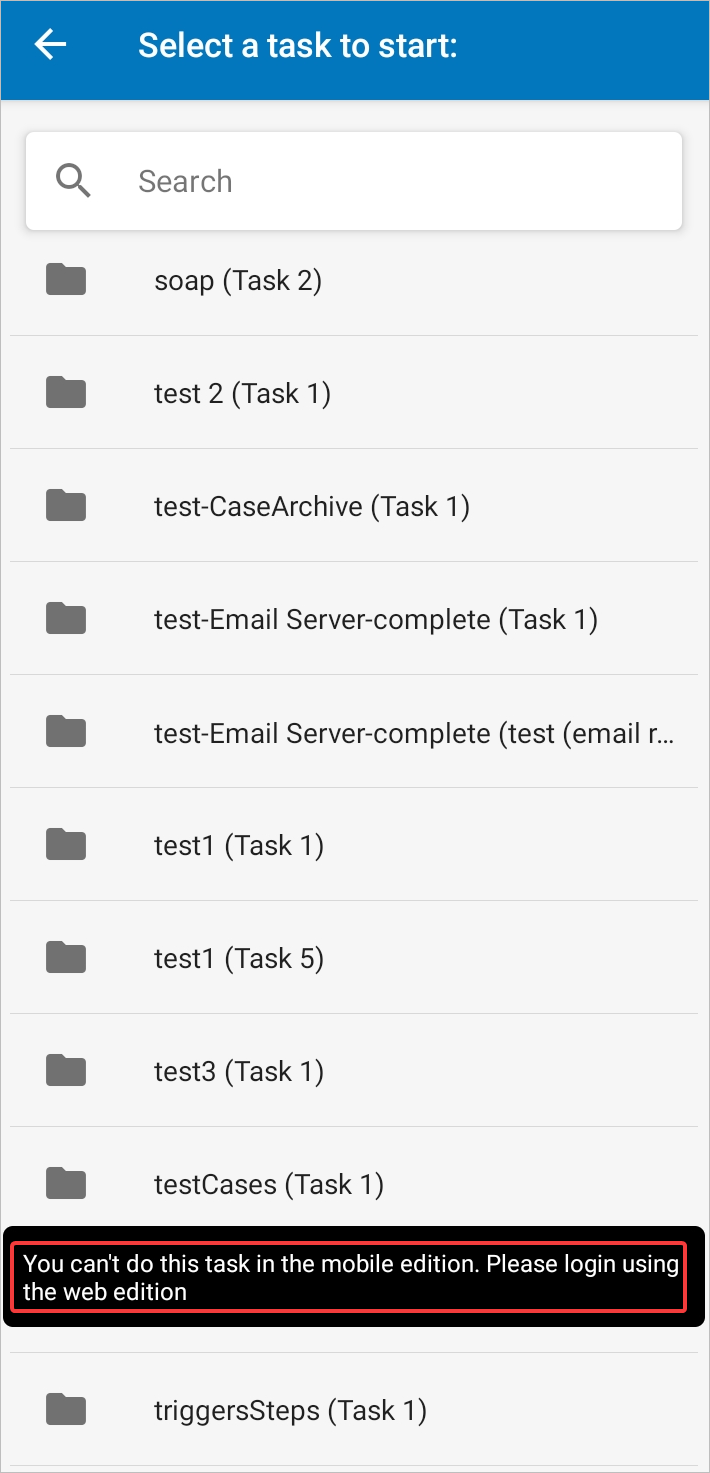 Select a task to start:
Search
soap (Task 2)
test 2 (Task 1)
test-CaseArchive (Task 1)
test-Email Server-complete (Task 1)
test-Email Server-complete (test (email r...
test1 (Task 1)
test1 (Task 5)
test3 (Task 1)
testCases (Task 1)
You can't do this task in the mobile edition. Please login using
the web edition
triggersSteps (Task 1)